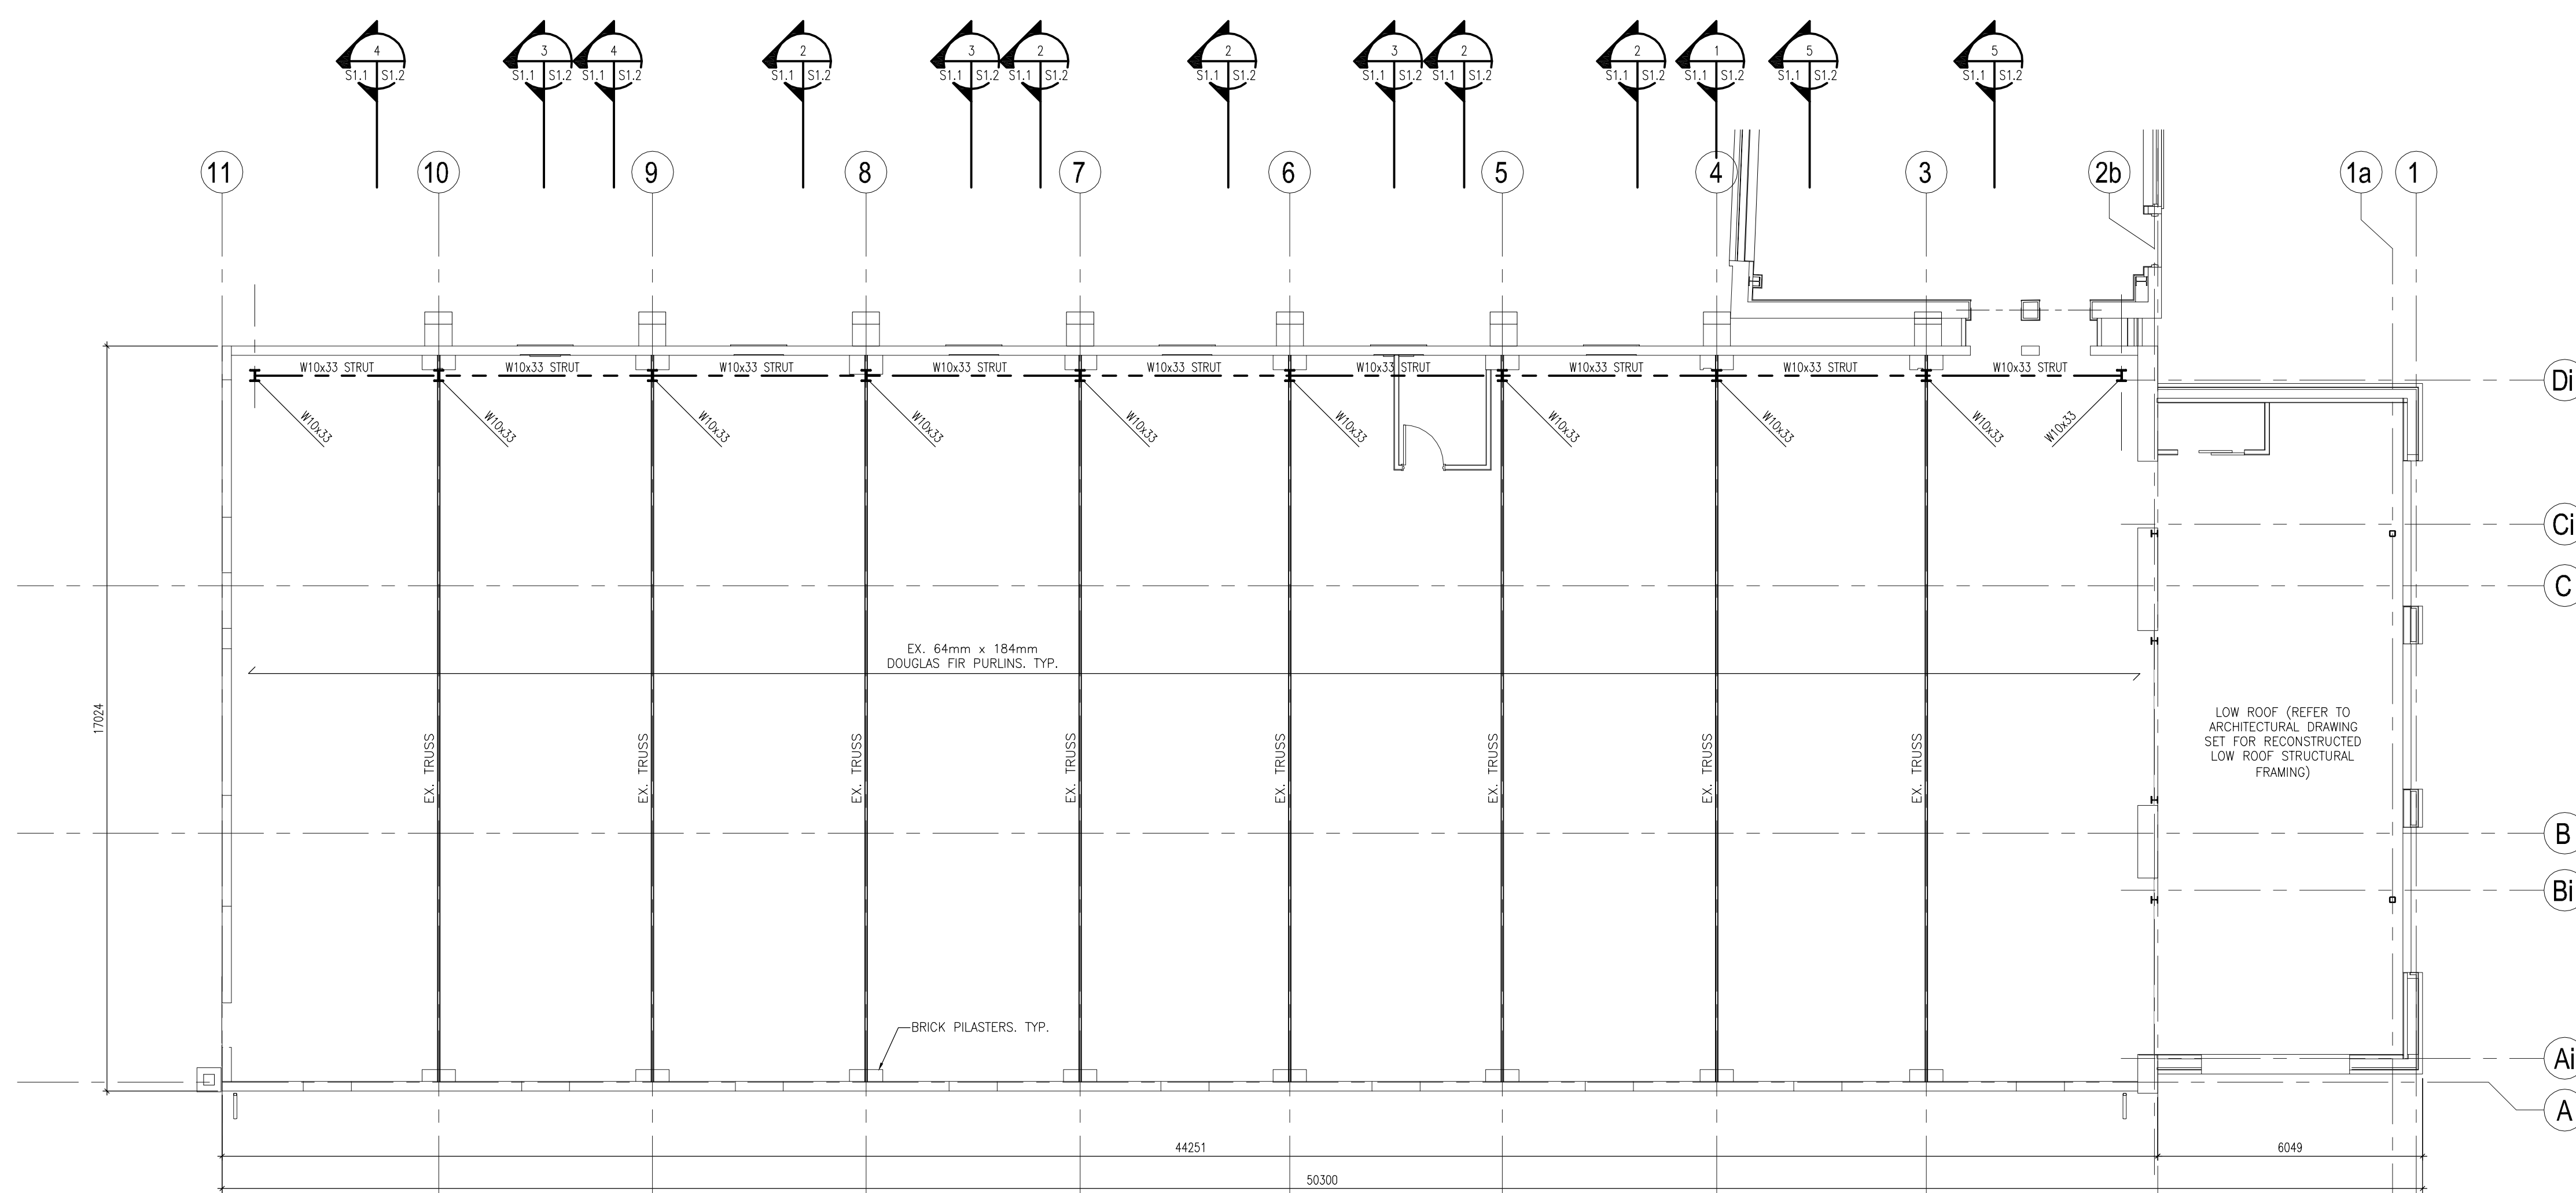 4
3
4
2
3
2
2
3
2
2
1
5
5
S1.1 S1.2
S1.1 S1.2
S1.1 S1.2
S1.1 S1.2
S1.1 S1.2
S1.1 S1.2
S1.1 S1.2
S1.1 S1.2
S1.1 S1.2
S1.1 S1.2
S1.1 S1.2
S1.1 S1.2
S1.1 S1.2
11
10
9
8
7
6
5
4
3
2b
1a
1
W10x33 STRUT
W10x33 STRUT
W10x33 STRUT
W10x33 STRUT
W10x33 STRUT
W10x33 STRUT
W10x33 STRUT
W10x33 STRUT
W10x33 STRUT
Di
W10x33
W10x33
W10x33
W10x33
W10x33
W10x33
W10x33
W10x33
W10x33
W10x33
Ci
C
EX. 64mm x 184mm
DOUGLAS FIR PURLINS. TYP.
17024
EX. TRUSS
EX. TRUSS
EX. TRUSS
EX. TRUSS
EX. TRUSS
EX. TRUSS
EX. TRUSS
EX. TRUSS
LOW ROOF (REFER TO
ARCHITECTURAL DRAWING
SET FOR RECONSTRUCTED
LOW ROOF STRUCTURAL
FRAMING)
B
Bi
BRICK PILASTERS. TYP.
Ai
A
44251
6049
50300